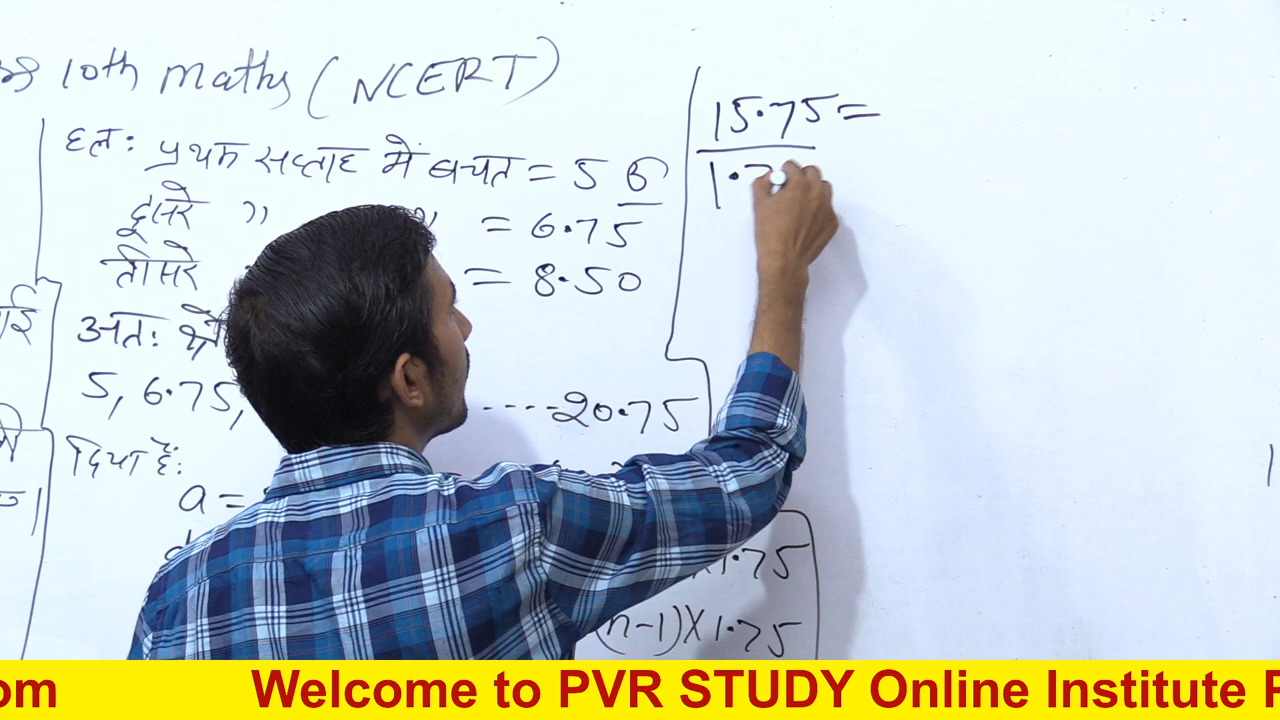 10th maths (NCERT)
हल: प्रथम सप्ताह में बचत = 5 ₹
दूसरे " = 6.75
तीसरे = 8.50
अतः
5, 6.75, ----20.75
दिया है:
a =
d
×1.75
(n-1)×1.75
15.75=
1.7
Welcome to PVR STUDY Online Institute